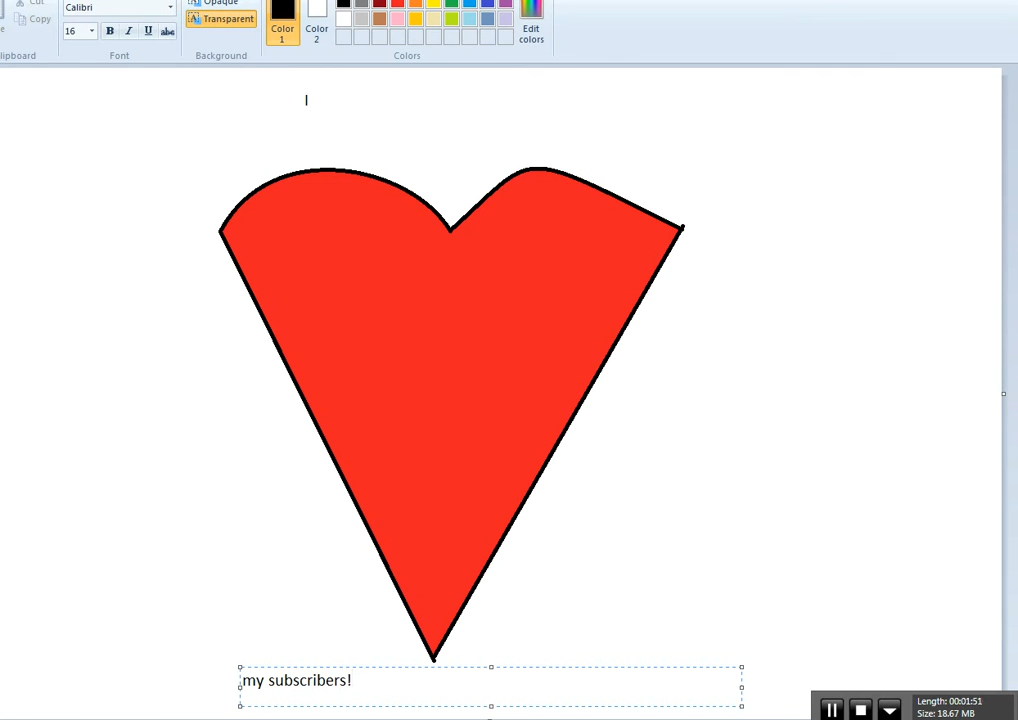 Cut
Opaque
Copy
Transparent
Calibri
16
B I U abc
Color 1
Color 2
Edit colors
Font
Background
Colors
I
my subscribers!
Length: 00:01:51
Size: 18.67 MB